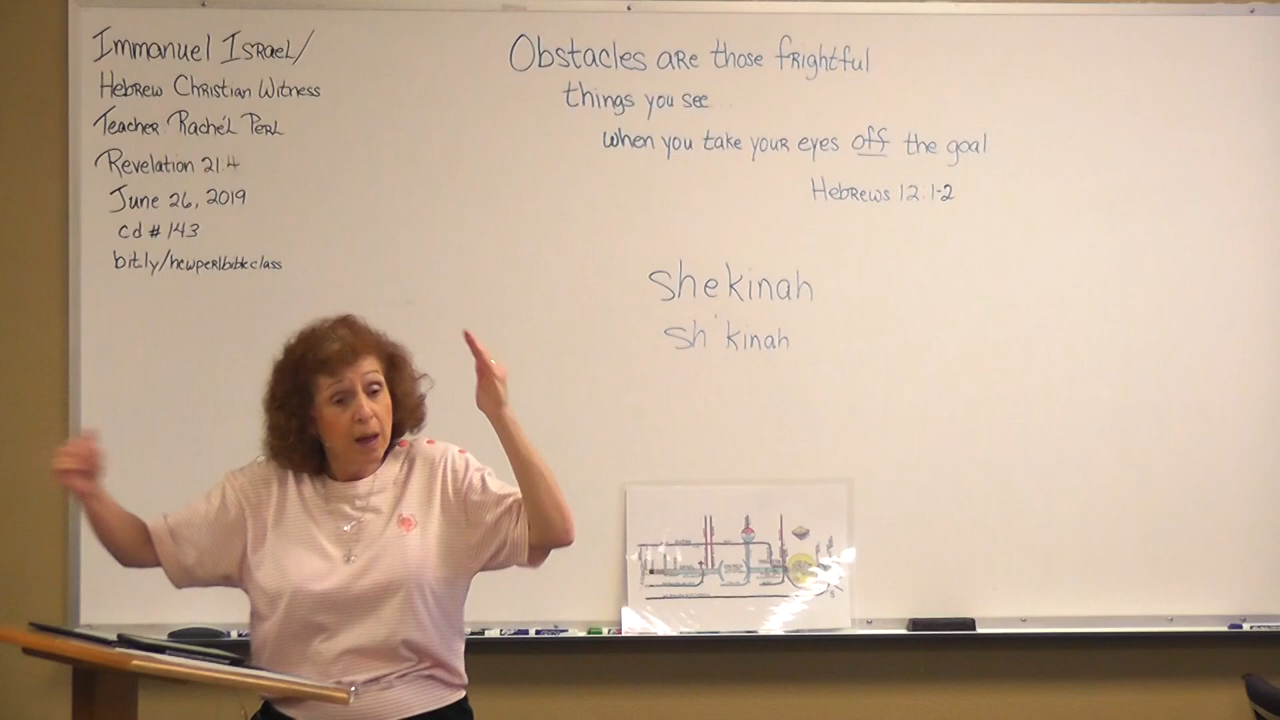 Immanuel Israel/
Hebrew Christian Witness
Teacher Rachél Perl
Revelation 21.4
June 26, 2019
cd # 143
bit.ly/newperlbibleclass
Obstacles are those frightful
things you see
when you take your eyes off the goal
Hebrews 12.1-2
shekinah
sh'kinah